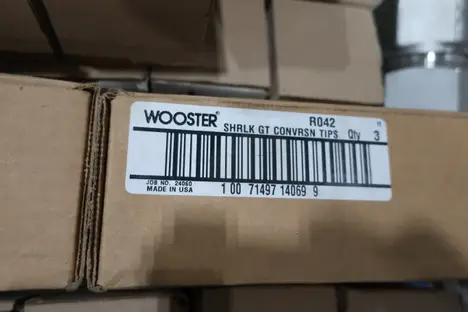 WOOSTER® R042 "
SHRLK GT CONVRSN TIPS Qty 3
JOB NO. 24060
MADE IN USA
1 00 71497 14069 9